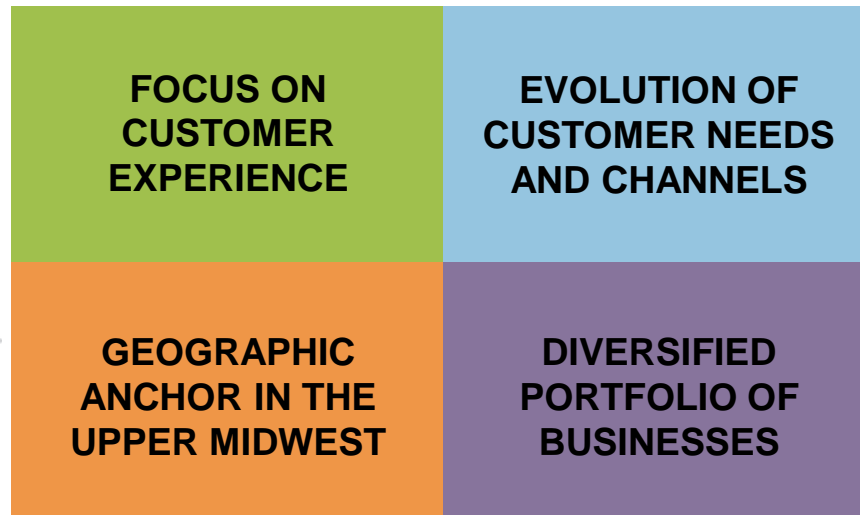 FOCUS ON
CUSTOMER
EXPERIENCE
EVOLUTION OF
CUSTOMER NEEDS
AND CHANNELS
GEOGRAPHIC
ANCHOR IN THE
UPPER MIDWEST
DIVERSIFIED
PORTFOLIO OF
BUSINESSES